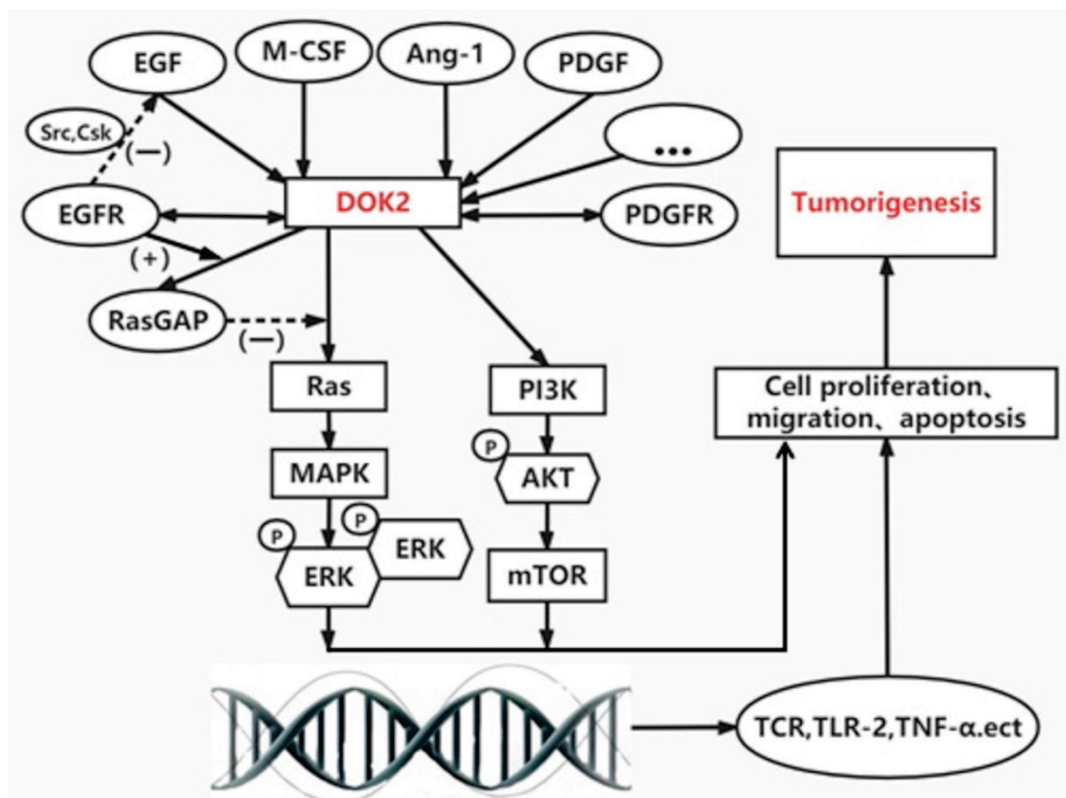 EGF
M-CSF
Ang-1
PDGF
Src,Csk
(—)
...
EGFR
DOK2
PDGFR
Tumorigenesis
(+)
RasGAP
(—)
Ras
PI3K
Cell proliferation、
migration、apoptosis
MAPK
P
AKT
P
ERK
P
ERK
mTOR
TCR,TLR-2,TNF-α.ect